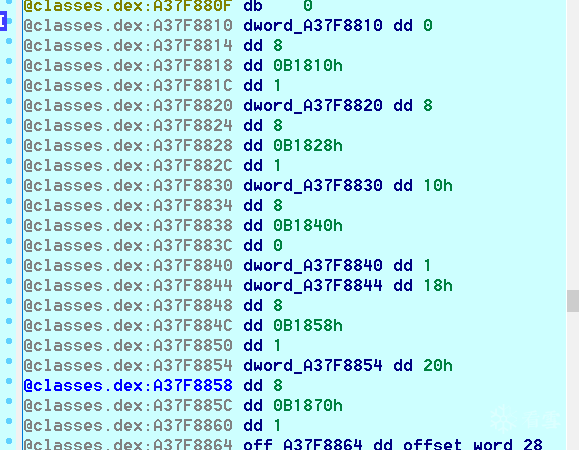 @classes.dex:A37F880F db    0
@classes.dex:A37F8810 dword_A37F8810 dd 0
@classes.dex:A37F8814 dd 8
@classes.dex:A37F8818 dd 0B1810h
@classes.dex:A37F881C dd 1
@classes.dex:A37F8820 dword_A37F8820 dd 8
@classes.dex:A37F8824 dd 8
@classes.dex:A37F8828 dd 0B1828h
@classes.dex:A37F882C dd 1
@classes.dex:A37F8830 dword_A37F8830 dd 10h
@classes.dex:A37F8834 dd 8
@classes.dex:A37F8838 dd 0B1840h
@classes.dex:A37F883C dd 0
@classes.dex:A37F8840 dword_A37F8840 dd 1
@classes.dex:A37F8844 dword_A37F8844 dd 18h
@classes.dex:A37F8848 dd 8
@classes.dex:A37F884C dd 0B1858h
@classes.dex:A37F8850 dd 1
@classes.dex:A37F8854 dword_A37F8854 dd 20h
@classes.dex:A37F8858 dd 8
@classes.dex:A37F885C dd 0B1870h
@classes.dex:A37F8860 dd 1
@classes.dex:A37F8864 off_A37F8864 dd offset word_28